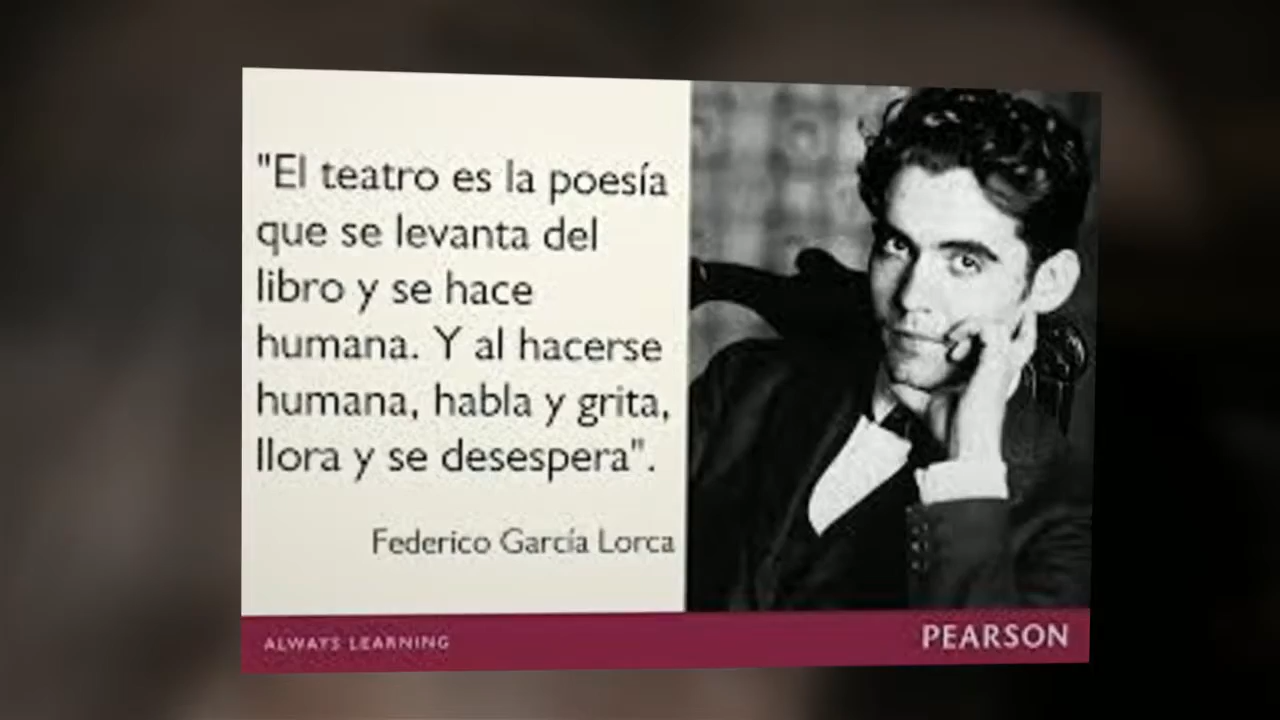 "El teatro es la poesía
que se levanta del
libro y se hace
humana. Y al hacerse
humana, habla y grita,
llora y se desespera".
Federico García Lorca
ALWAYS LEARNING
PEARSON